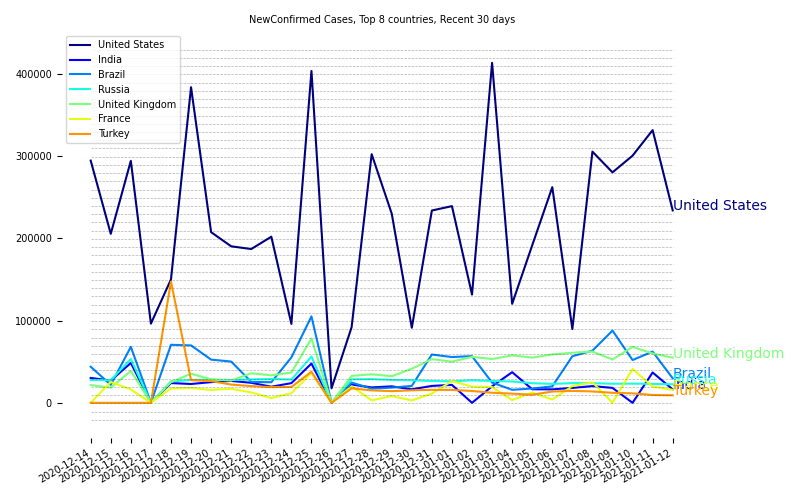 NewConfirmed Cases, Top 8 countries, Recent 30 days
United States
India
Brazil
Russia
United Kingdom
France
Turkey
400000
300000
200000
100000
0
United States
United Kingdom
Brazil
Turkey
2020-12-14
2020-12-15
2020-12-16
2020-12-17
2020-12-18
2020-12-19
2020-12-20
2020-12-21
2020-12-22
2020-12-23
2020-12-24
2020-12-25
2020-12-26
2020-12-27
2020-12-28
2020-12-29
2020-12-30
2020-12-31
2021-01-01
2021-01-02
2021-01-03
2021-01-04
2021-01-05
2021-01-06
2021-01-07
2021-01-08
2021-01-09
2021-01-10
2021-01-11
2021-01-12